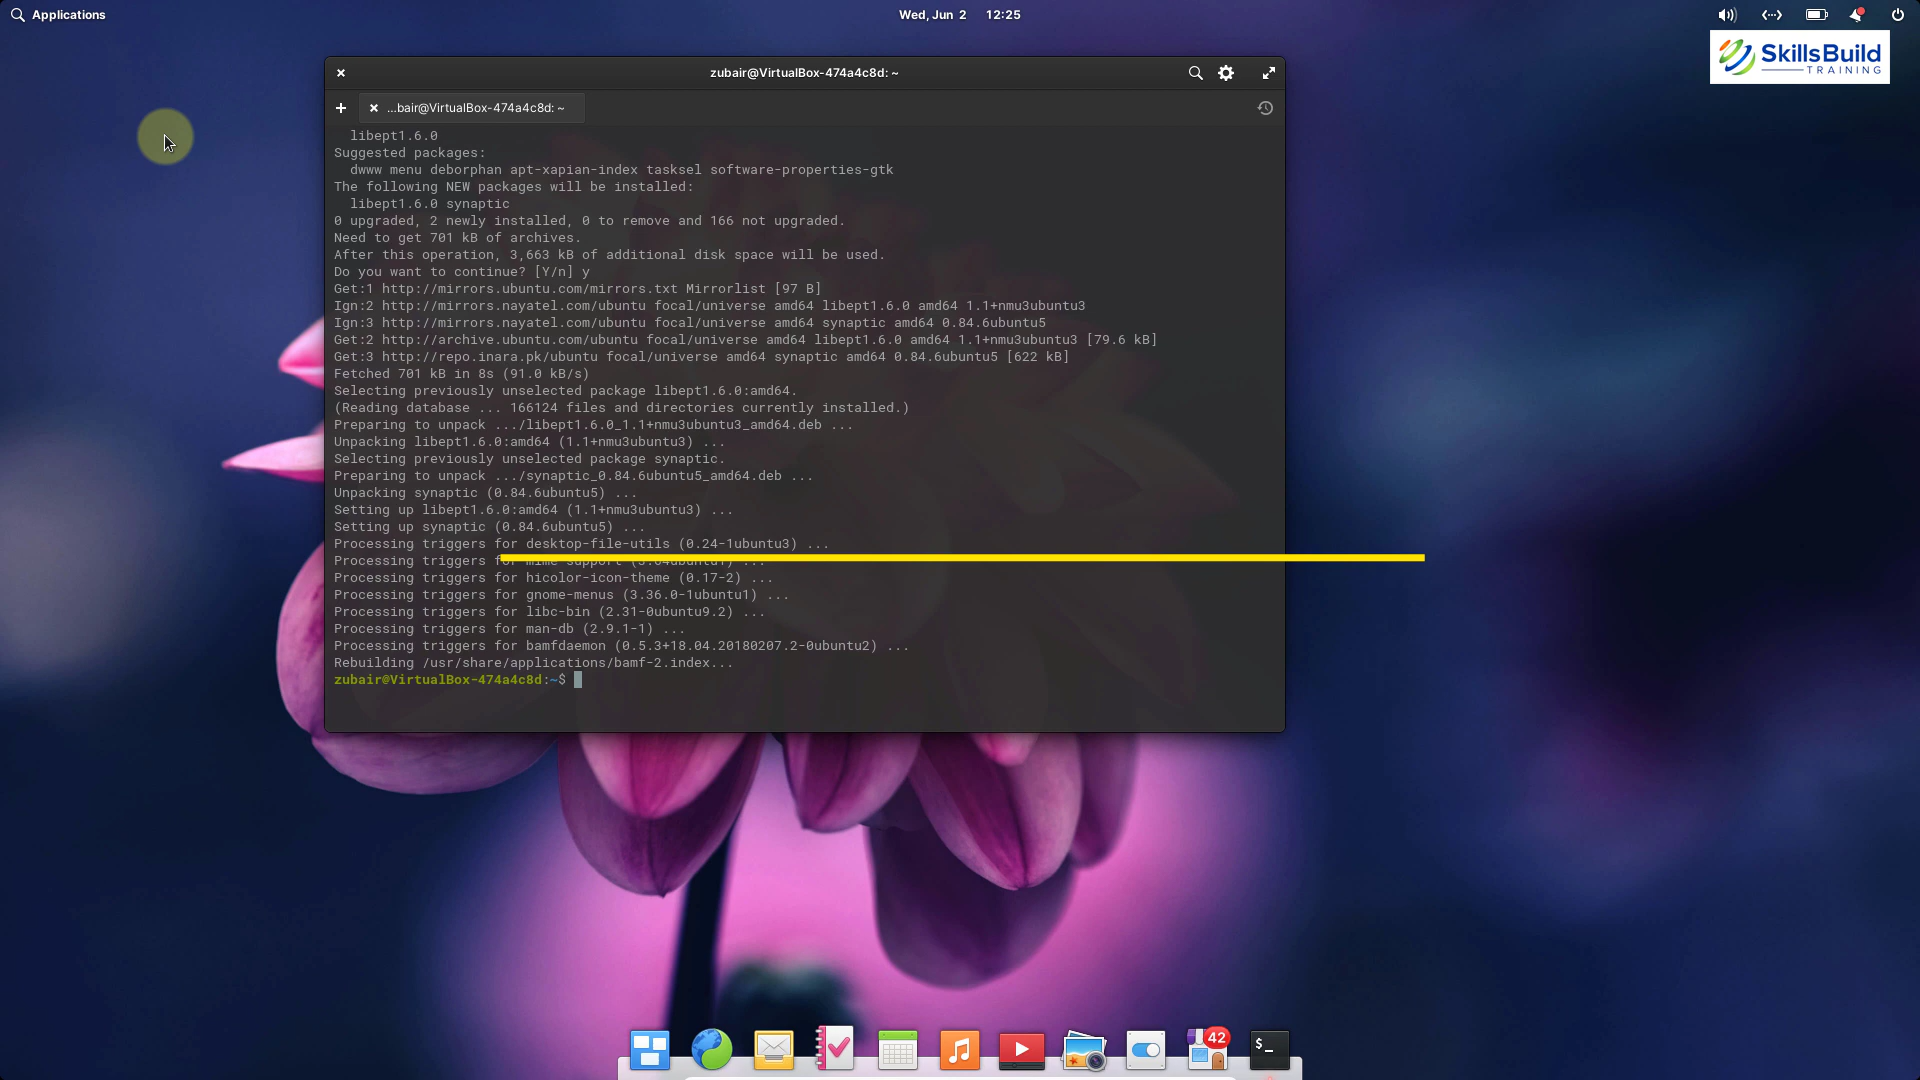 Applications
Wed, Jun 2 12:25
SkillsBuild
TRAINING
zubair@VirtualBox-474a4c8d: ~
...bair@VirtualBox-474a4c8d: ~
libept1.6.0
Suggested packages:
dwww menu deborphan apt-xapian-index tasksel software-properties-gtk
The following NEW packages will be installed:
libept1.6.0 synaptic
0 upgraded, 2 newly installed, 0 to remove and 166 not upgraded.
Need to get 701 kB of archives.
After this operation, 3,663 kB of additional disk space will be used.
Do you want to continue? [Y/n] y
Get:1 http://mirrors.ubuntu.com/mirrors.txt Mirrorlist [97 B]
Ign:2 http://mirrors.nayatel.com/ubuntu focal/universe amd64 libept1.6.0 amd64 1.1+nmu3ubuntu3
Ign:3 http://mirrors.nayatel.com/ubuntu focal/universe amd64 synaptic amd64 0.84.6ubuntu5
Get:2 http://archive.ubuntu.com/ubuntu focal/universe amd64 libept1.6.0 amd64 1.1+nmu3ubuntu3 [79.6 kB]
Get:3 http://repo.inara.pk/ubuntu focal/universe amd64 synaptic amd64 0.84.6ubuntu5 [622 kB]
Fetched 701 kB in 8s (91.0 kB/s)
Selecting previously unselected package libept1.6.0:amd64.
(Reading database ... 166124 files and directories currently installed.)
Preparing to unpack .../libept1.6.0_1.1+nmu3ubuntu3_amd64.deb ...
Unpacking libept1.6.0:amd64 (1.1+nmu3ubuntu3) ...
Selecting previously unselected package synaptic.
Preparing to unpack .../synaptic_0.84.6ubuntu5_amd64.deb ...
Unpacking synaptic (0.84.6ubuntu5) ...
Setting up libept1.6.0:amd64 (1.1+nmu3ubuntu3) ...
Setting up synaptic (0.84.6ubuntu5) ...
Processing triggers for desktop-file-utils (0.24-1ubuntu3) ...
Processing triggers for mime-support ...
Processing triggers for hicolor-icon-theme (0.17-2) ...
Processing triggers for gnome-menus (3.36.0-1ubuntu1) ...
Processing triggers for libc-bin (2.31-0ubuntu9.2) ...
Processing triggers for man-db (2.9.1-1) ...
Processing triggers for bamfdaemon (0.5.3+18.04.20180207.2-0ubuntu2) ...
Rebuilding /usr/share/applications/bamf-2.index...
zubair@VirtualBox-474a4c8d:~$
42
$_